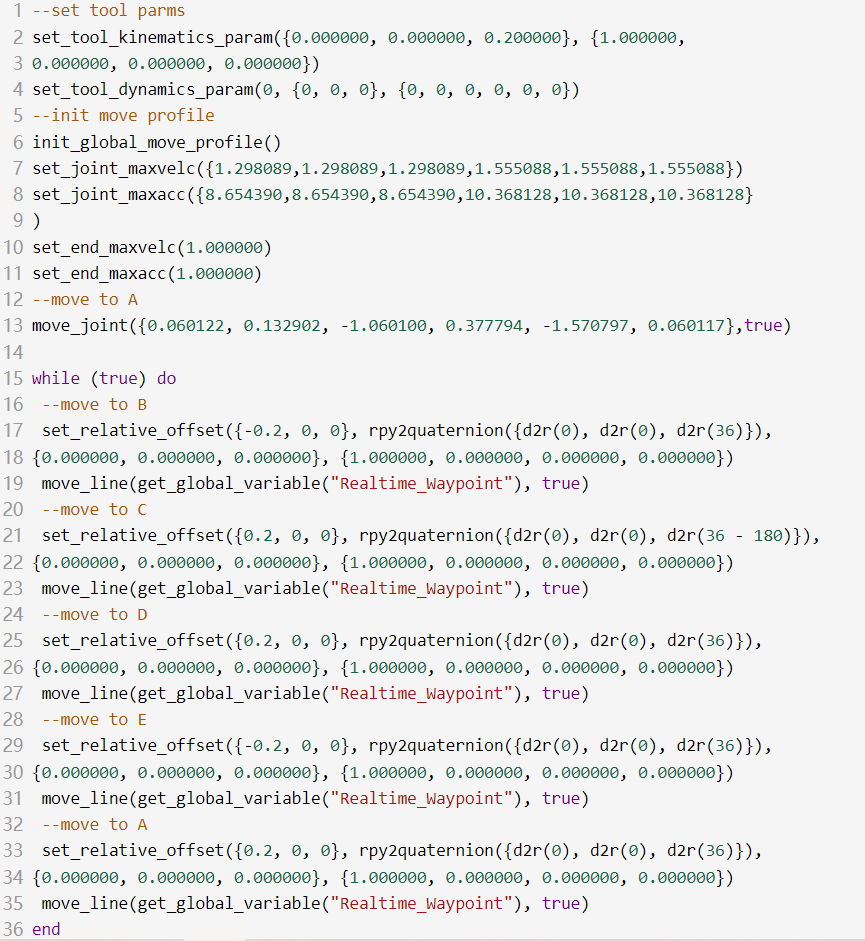 1 --set tool parms
2 set_tool_kinematics_param({0.000000, 0.000000, 0.200000}, {1.000000,
3 0.000000, 0.000000, 0.000000})
4 set_tool_dynamics_param(0, {0, 0, 0}, {0, 0, 0, 0, 0, 0})
5 --init move profile
6 init_global_move_profile()
7 set_joint_maxvelc({1.298089,1.298089,1.298089,1.555088,1.555088,1.555088})
8 set_joint_maxacc({8.654390,8.654390,8.654390,10.368128,10.368128,10.368128}
9 )
10 set_end_maxvelc(1.000000)
11 set_end_maxacc(1.000000)
12 --move to A
13 move_joint({0.060122, 0.132902, -1.060100, 0.377794, -1.570797, 0.060117},true)
14
15 while (true) do
16  --move to B
17  set_relative_offset({-0.2, 0, 0}, rpy2quaternion({d2r(0), d2r(0), d2r(36)}),
18 {0.000000, 0.000000, 0.000000}, {1.000000, 0.000000, 0.000000, 0.000000})
19  move_line(get_global_variable("Realtime_Waypoint"), true)
20  --move to C
21  set_relative_offset({0.2, 0, 0}, rpy2quaternion({d2r(0), d2r(0), d2r(36 - 180)}),
22 {0.000000, 0.000000, 0.000000}, {1.000000, 0.000000, 0.000000, 0.000000})
23  move_line(get_global_variable("Realtime_Waypoint"), true)
24  --move to D
25  set_relative_offset({0.2, 0, 0}, rpy2quaternion({d2r(0), d2r(0), d2r(36)}),
26 {0.000000, 0.000000, 0.000000}, {1.000000, 0.000000, 0.000000, 0.000000})
27  move_line(get_global_variable("Realtime_Waypoint"), true)
28  --move to E
29  set_relative_offset({-0.2, 0, 0}, rpy2quaternion({d2r(0), d2r(0), d2r(36)}),
30 {0.000000, 0.000000, 0.000000}, {1.000000, 0.000000, 0.000000, 0.000000})
31  move_line(get_global_variable("Realtime_Waypoint"), true)
32  --move to A
33  set_relative_offset({0.2, 0, 0}, rpy2quaternion({d2r(0), d2r(0), d2r(36)}),
34 {0.000000, 0.000000, 0.000000}, {1.000000, 0.000000, 0.000000, 0.000000})
35  move_line(get_global_variable("Realtime_Waypoint"), true)
36 end